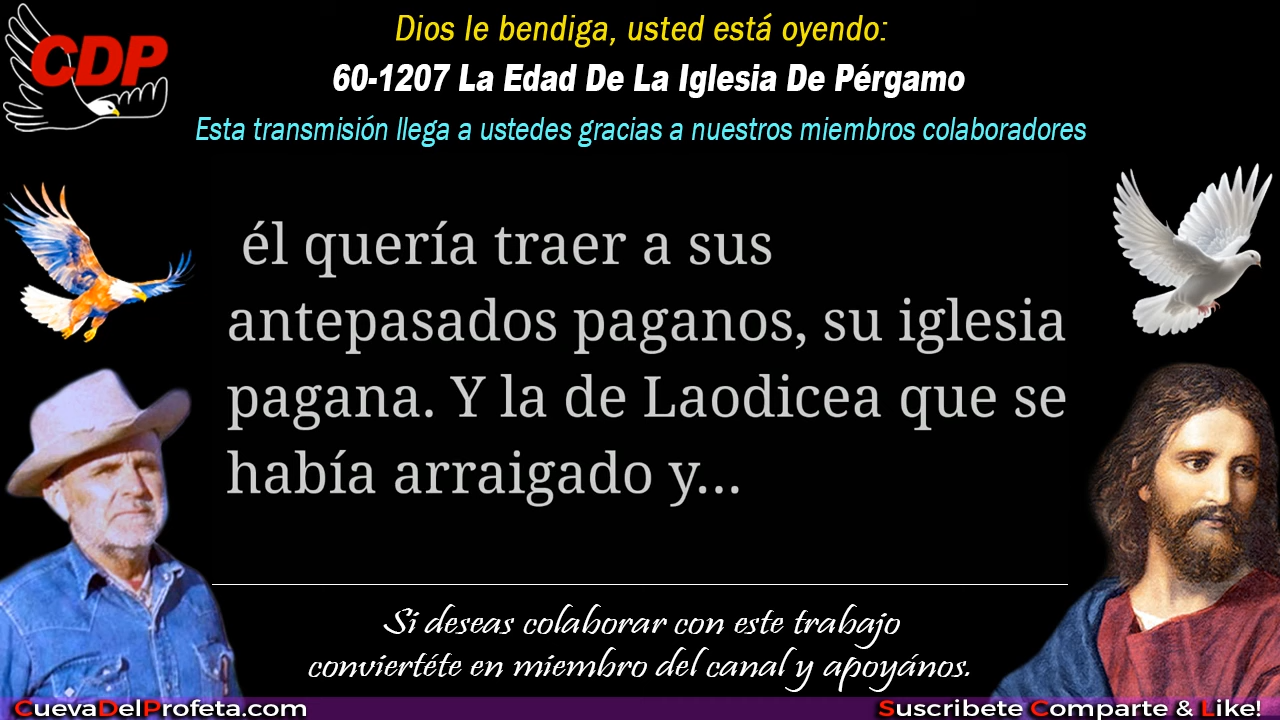 CDP
Dios le bendiga, usted está oyendo:
60-1207 La Edad De La Iglesia De Pérgamo
Esta transmisión llega a ustedes gracias a nuestros miembros colaboradores
él quería traer a sus
antepasados paganos, su iglesia
pagana. Y la de Laodicea que se
había arraigado y...
Si deseas colaborar con este trabajo
conviertéte en miembro del canal y apoyános.
CuevaDelProfeta.com
Suscribete Comparte & Like!